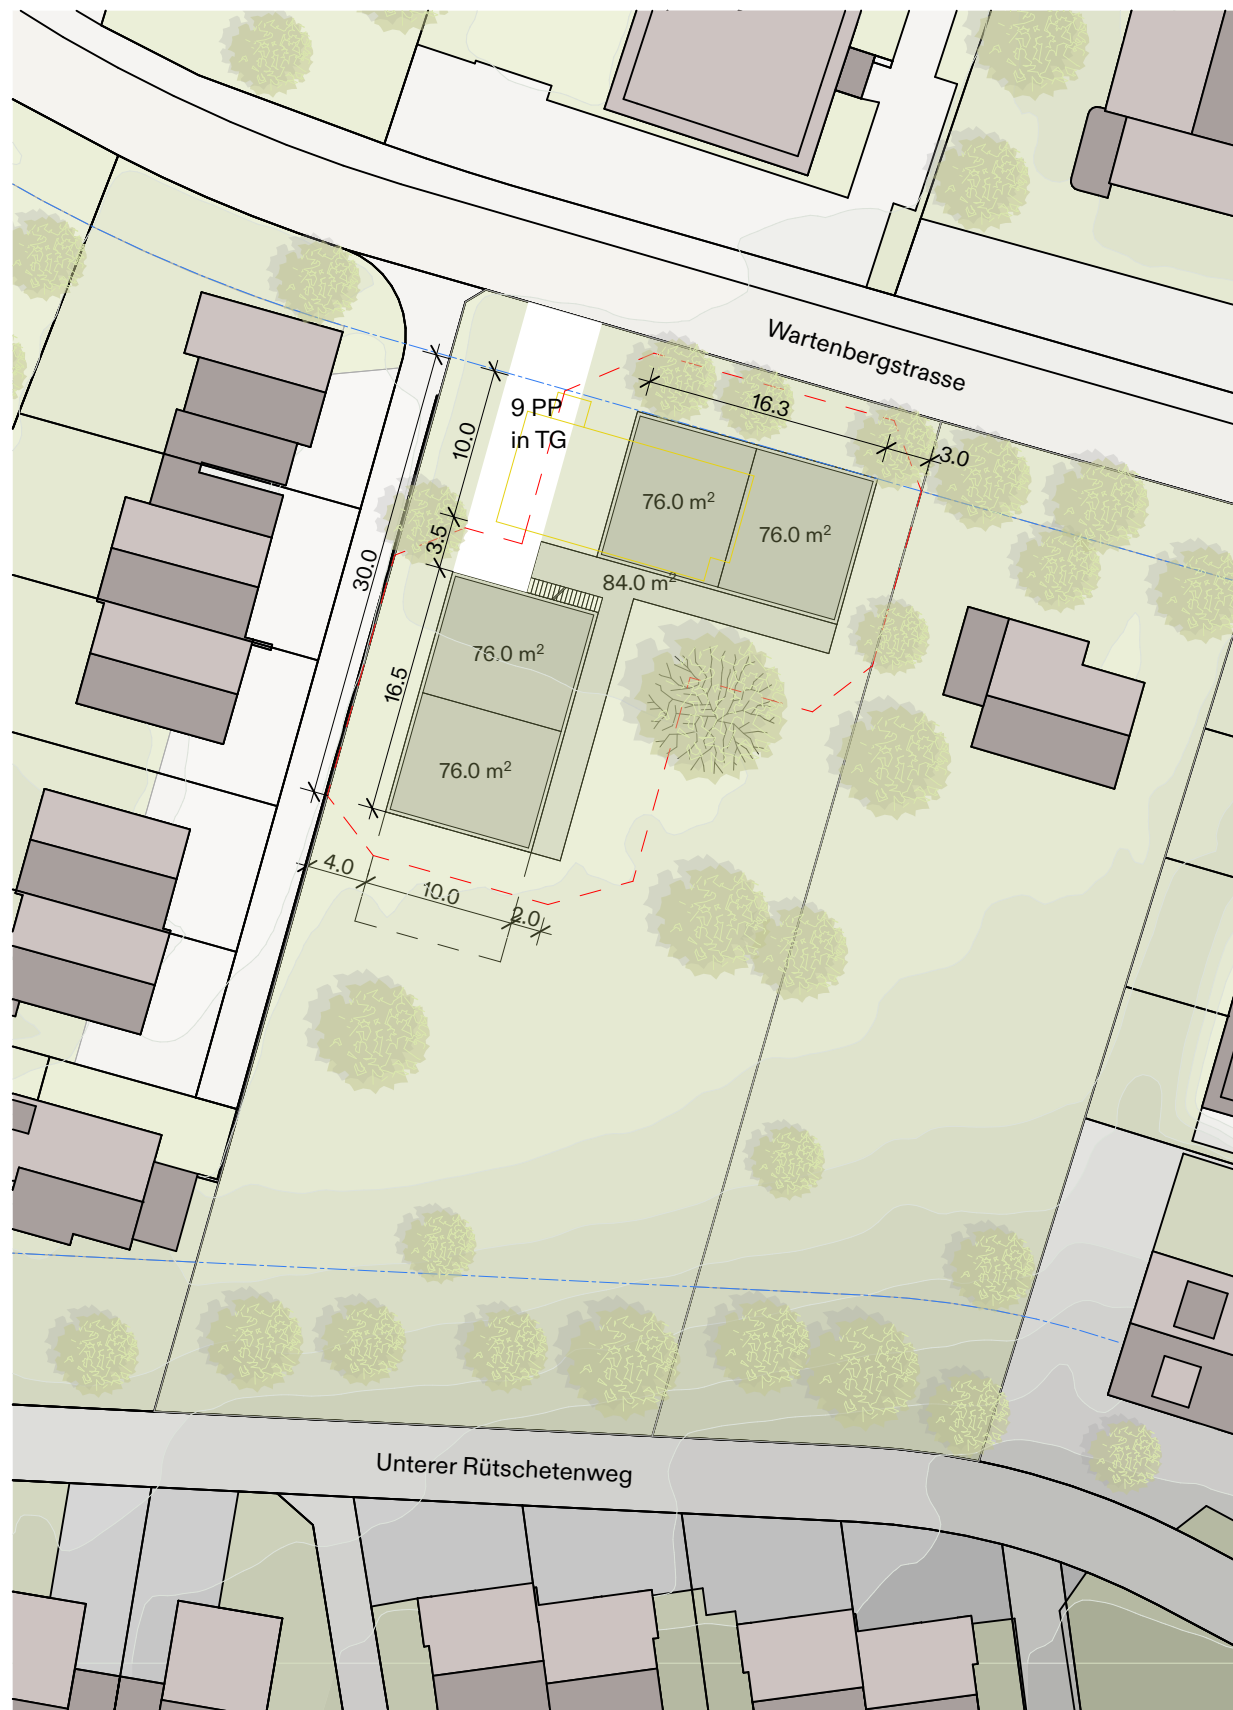 Wartenbergstrasse
16.3
3.0
9 PP
in TG
10.0
3.5
30.0
76.0 m²
76.0 m²
84.0 m²
76.0 m²
16.5
76.0 m²
4.0
10.0
2.0
Unterer Rütschetenweg